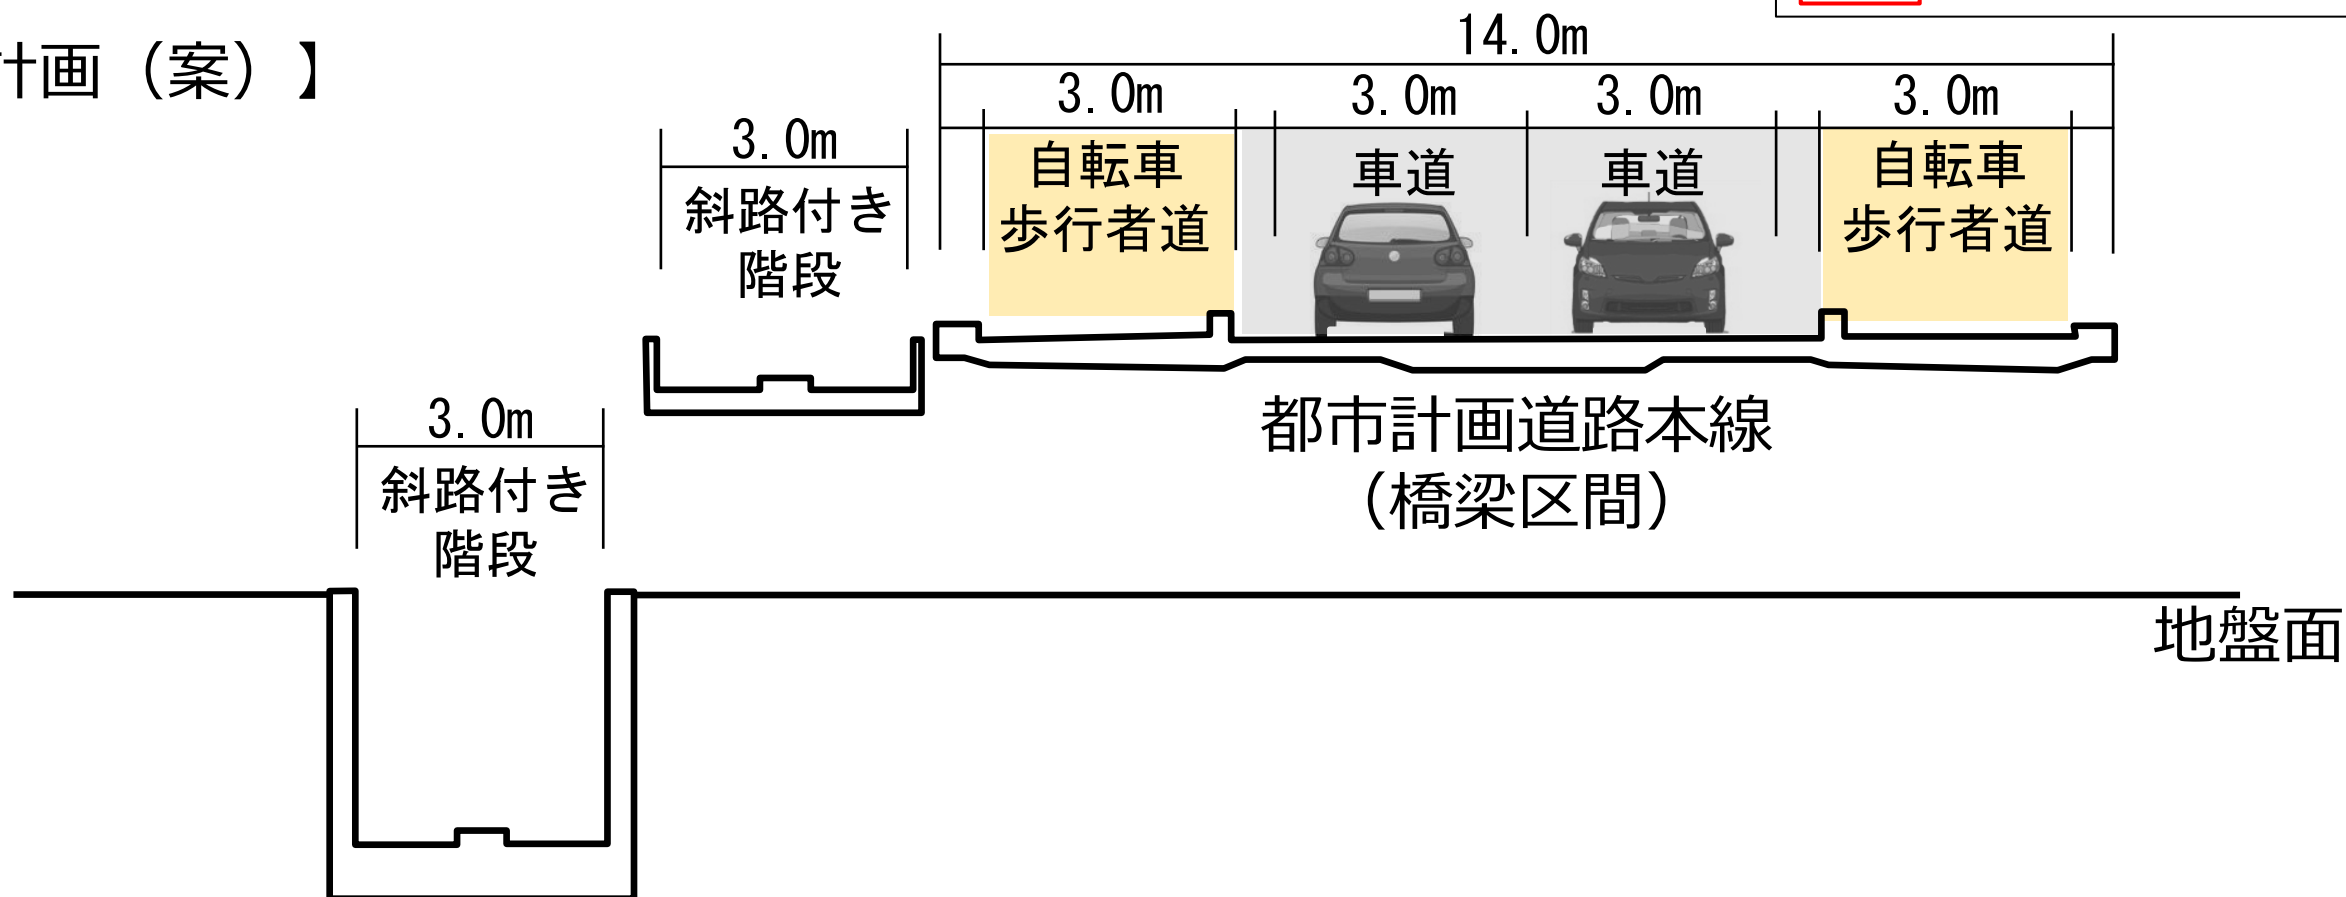 計画（案）】
14.0m
3.0m
3.0m
3.0m
3.0m
自転車
歩行者道
車道
車道
自転車
歩行者道
3.0m
斜路付き
階段
都市計画道路本線
（橋梁区間）
3.0m
斜路付き
階段
地盤面